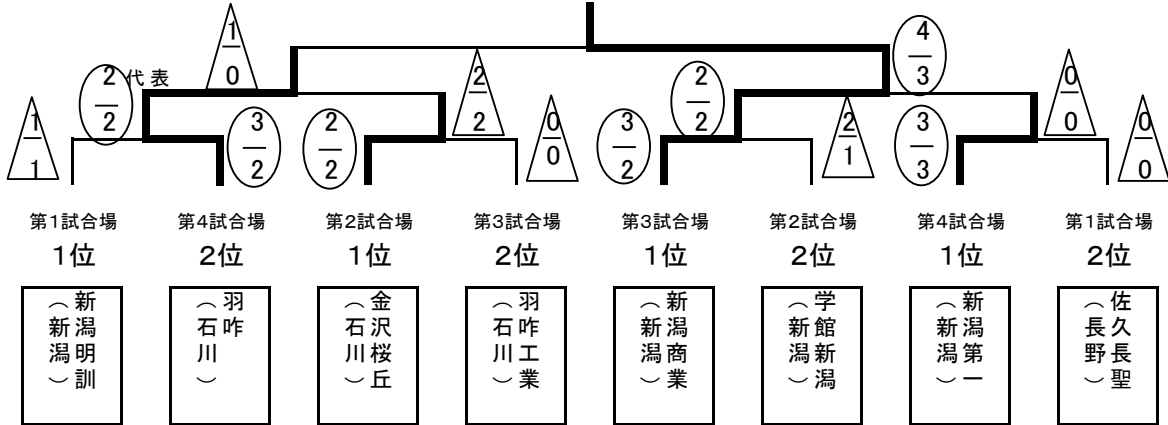 1
0
4
3
2
2
代表
2
2
2
2
0
0
1
1
3
2
2
2
0
0
3
2
2
1
3
3
0
0
第1試合場
第4試合場
第2試合場
第3試合場
第3試合場
第2試合場
第4試合場
第1試合場
1位
2位
1位
2位
1位
2位
1位
2位
新潟明訓
（新潟）
羽咋
（石川）
金沢桜丘
（石川）
羽咋工業
（石川）
新潟商業
（新潟）
学館新潟
（新潟）
新潟第一
（新潟）
佐久長聖
（長野）